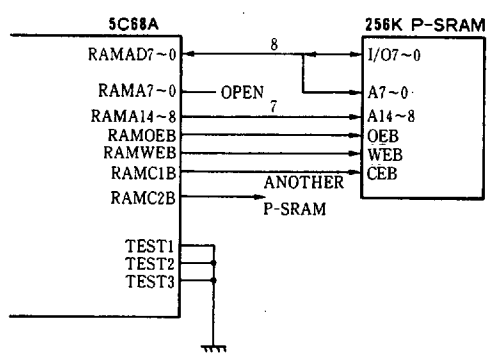 5C68A
256K P-SRAM
RAMAD7~0
8
I/O7~0
RAMA7~0
OPEN
A7~0
RAMA14~8
7
A14~8
RAMOEB
OEB
RAMWEB
WEB
RAMC1B
CEB
ANOTHER
RAMC2B
P-SRAM
TEST1
TEST2
TEST3